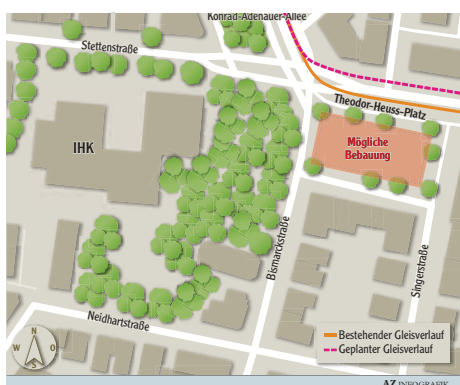 Konrad-Adenauer-Allee
Stettenstraße
Theodor-Heuss-Platz
IHK
Mögliche
Bebauung
Bismarckstraße
Singerstraße
Neidhartstraße
N
W O
S
Bestehender Gleisverlauf
Geplanter Gleisverlauf
AZ INFOGRAFIK